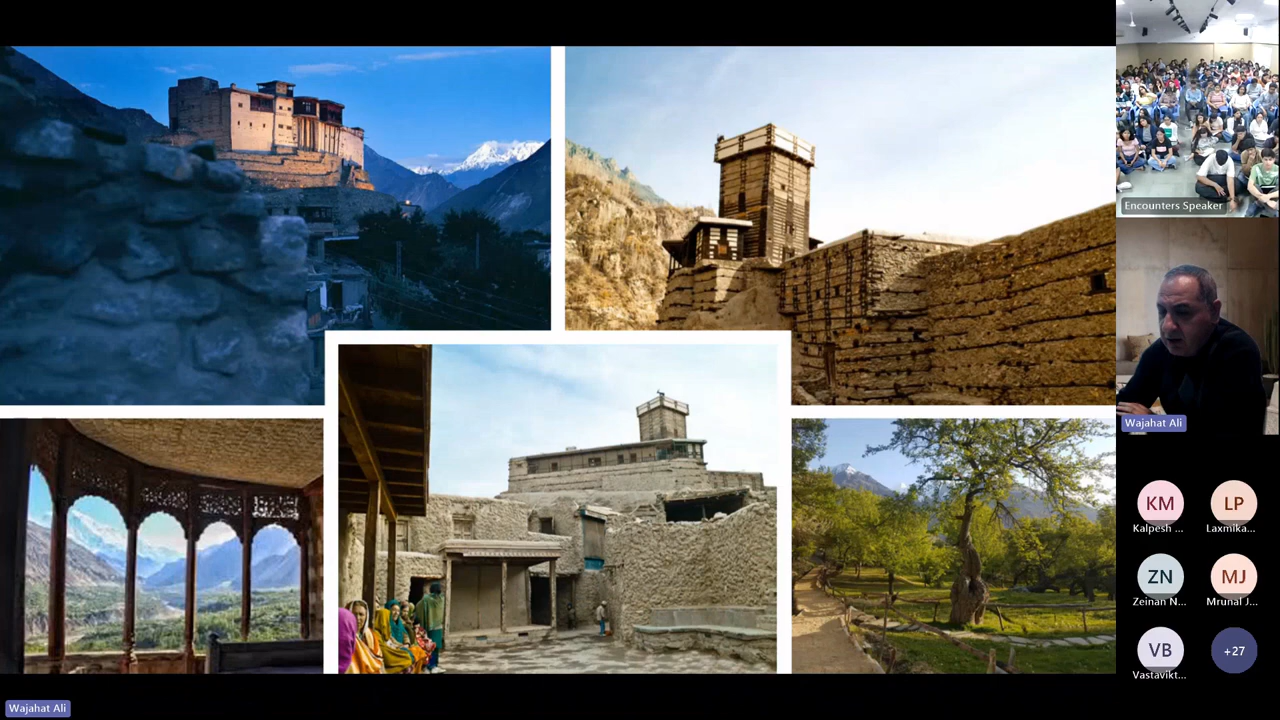 Encounters Speaker
Wajahat Ali
KM
LP
Kalpesh ...
Laxmika...
ZN
MJ
Zeinan N...
Mrunal J...
VB
+27
Vastavikt...
Wajahat Ali